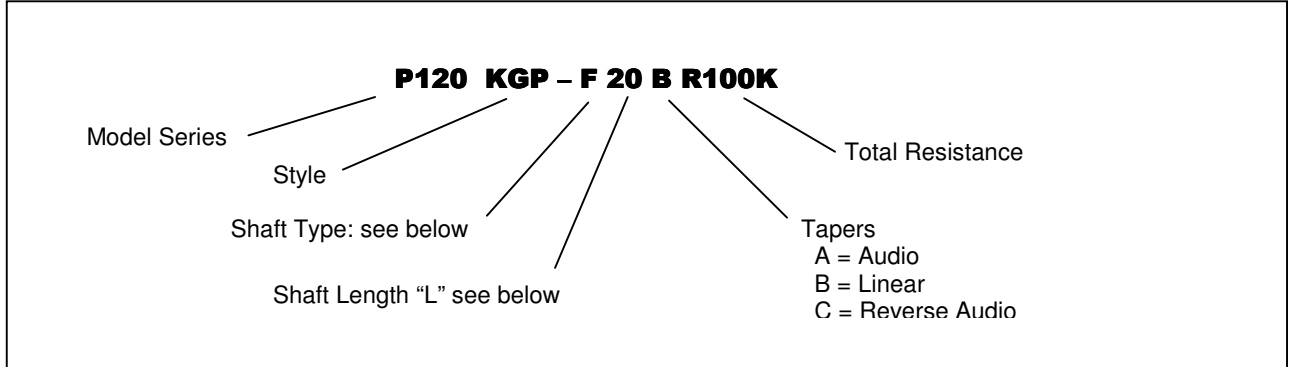 P120 KGP – F 20 B R100K
Model Series
Total Resistance
Style
Shaft Type: see below
Tapers
A = Audio
B = Linear
Shaft Length “L” see below
C = Reverse Audio